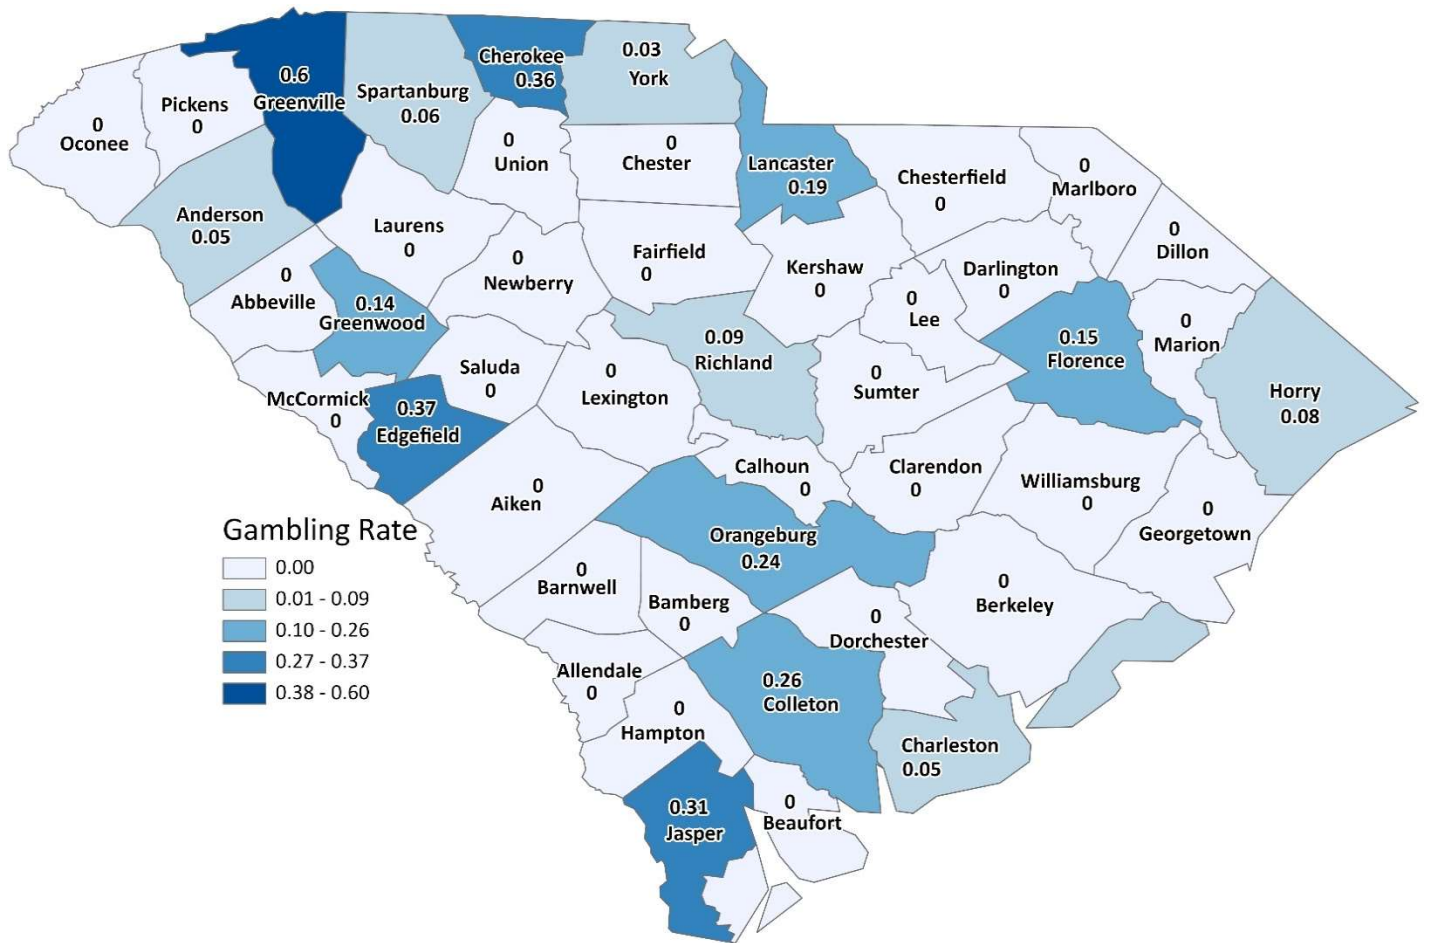 0.6
Greenville
Cherokee
0.36
0.03
York
Spartanburg
0.06
Pickens
0
0
Oconee
0
Union
0
Chester
Lancaster
0.19
Chesterfield
0
0
Marlboro
Anderson
0.05
Laurens
0
0
Newberry
Fairfield
0
Kershaw
0
Darlington
0
0
Dillon
0
Abbeville
0.14
Greenwood
0
Lee
0.09
Richland
0.15
Florence
0
Marion
Saluda
0
0
Lexington
0
Sumter
Horry
0.08
McCormick
0
0.37
Edgefield
Calhoun
0
Clarendon
0
Williamsburg
0
0
Georgetown
0
Aiken
Orangeburg
0.24
0
Barnwell
Bamberg
0
0
Dorchester
0
Berkeley
Allendale
0
0
Hampton
0.26
Colleton
Charleston
0.05
0.31
Jasper
0
Beaufort
Gambling Rate
0.00
0.01 - 0.09
0.10 - 0.26
0.27 - 0.37
0.38 - 0.60